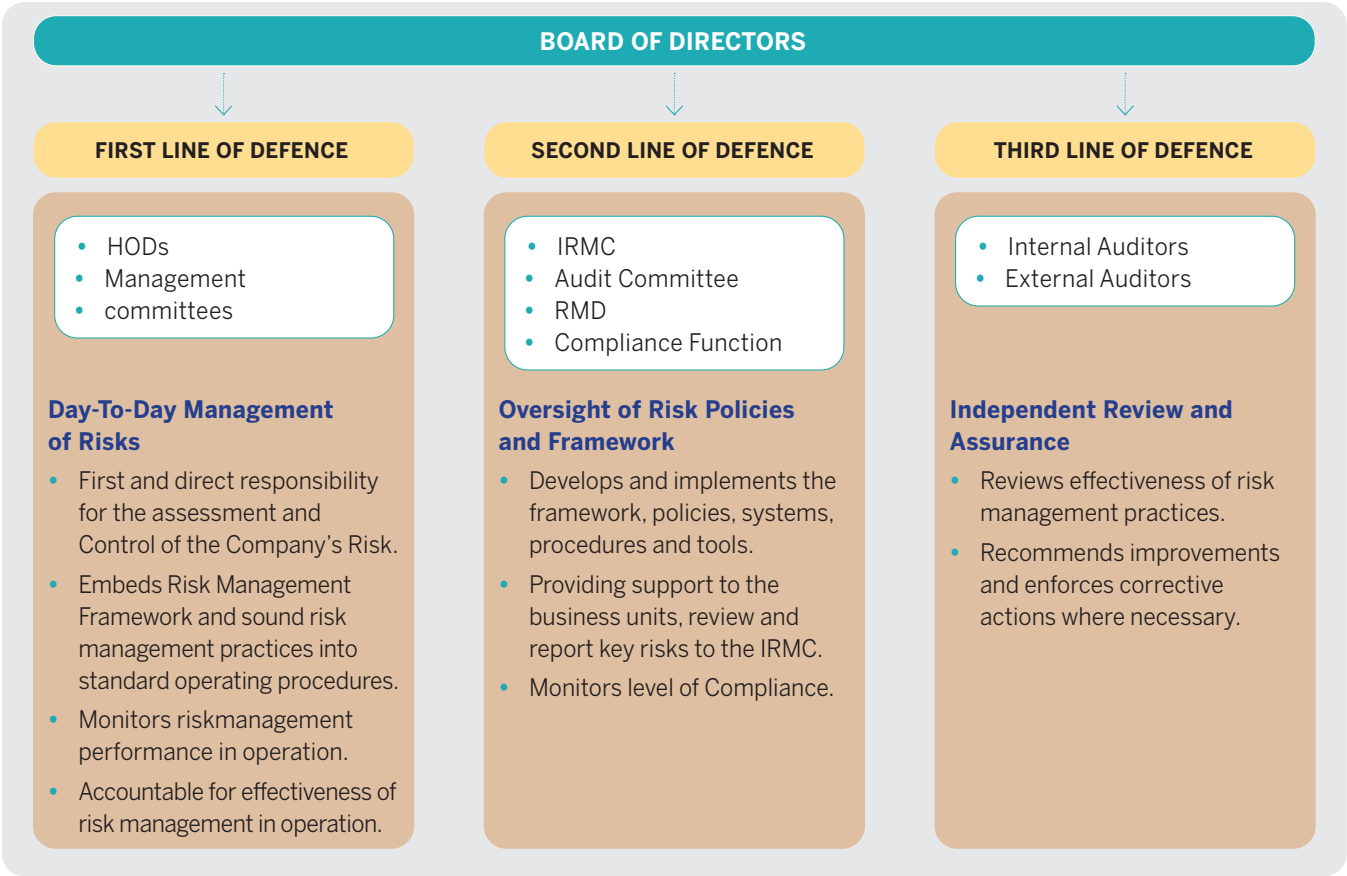 BOARD OF DIRECTORS
FIRST LINE OF DEFENCE
• HODs
• Management
• committees
Day-To-Day Management
of Risks
• First and direct responsibility
for the assessment and
Control of the Company's Risk.
• Embeds Risk Management
Framework and sound risk
management practices into
standard operating procedures.
• Monitors riskmanagement
performance in operation.
• Accountable for effectiveness of
risk management in operation.
SECOND LINE OF DEFENCE
• IRMC
• Audit Committee
• RMD
• Compliance Function
Oversight of Risk Policies
and Framework
• Develops and implements the
framework, policies, systems,
procedures and tools.
• Providing support to the
business units, review and
report key risks to the IRMC.
• Monitors level of Compliance.
THIRD LINE OF DEFENCE
• Internal Auditors
• External Auditors
Independent Review and
Assurance
• Reviews effectiveness of risk
management practices.
• Recommends improvements
and enforces corrective
actions where necessary.